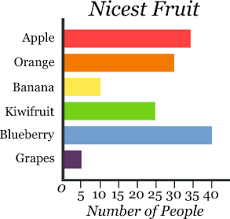 Nicest Fruit
Apple
Orange
Banana
Kiwifruit
Blueberry
Grapes
0 5 10 15 20 25 30 35 40
Number of People